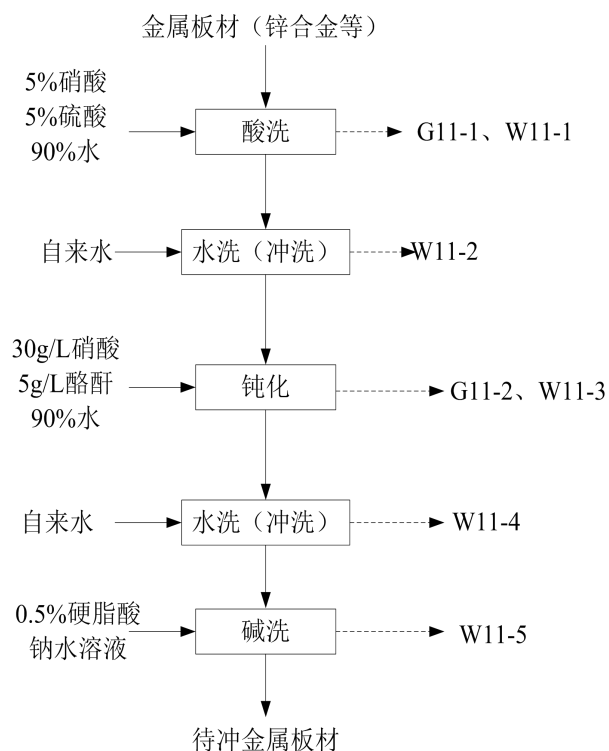 金属板材（锌合金等）
5%硝酸
5%硫酸
90%水
酸洗
G11-1、W11-1
自来水
水洗（冲洗）
W11-2
30g/L硝酸
5g/L酪酐
90%水
钝化
G11-2、W11-3
自来水
水洗（冲洗）
W11-4
0.5%硬脂酸
钠水溶液
碱洗
W11-5
待冲金属板材